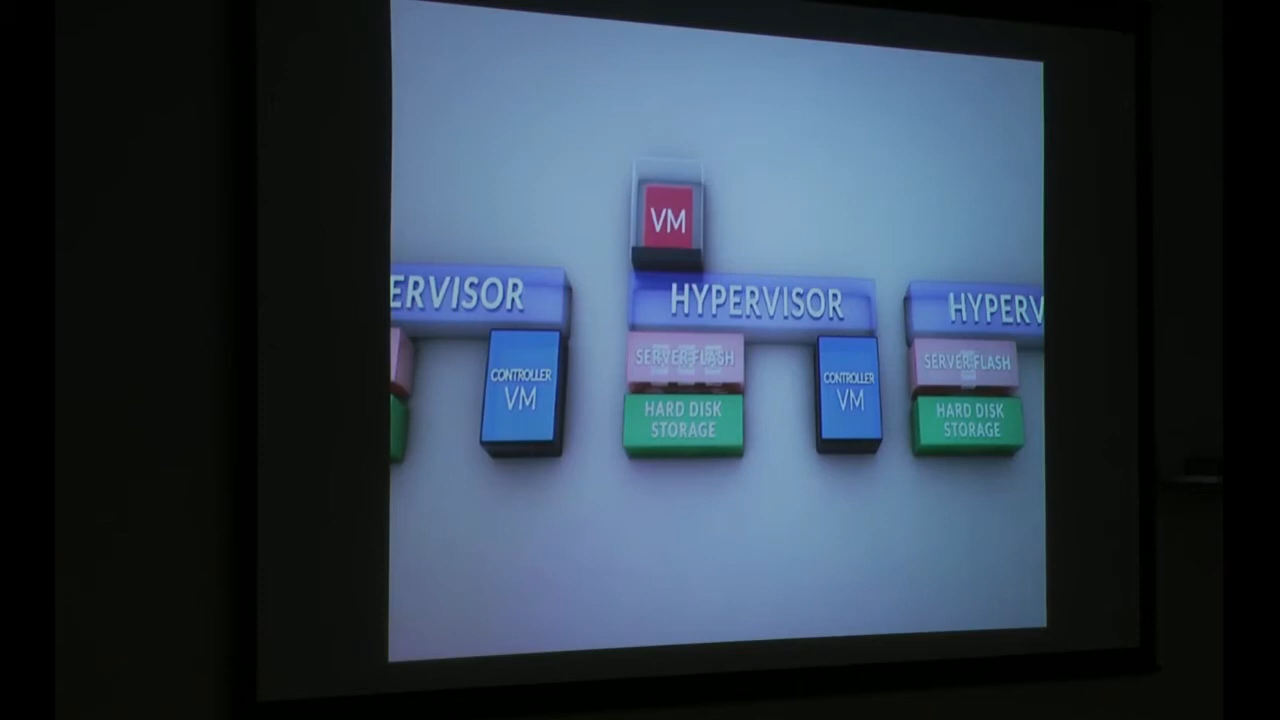 VM
ERVISOR
HYPERVISOR
HYPERV
CONTROLLER
VM
SERVER FLASH
HARD DISK
STORAGE
CONTROLLER
VM
SERVER FLASH
HARD DISK
STORAGE